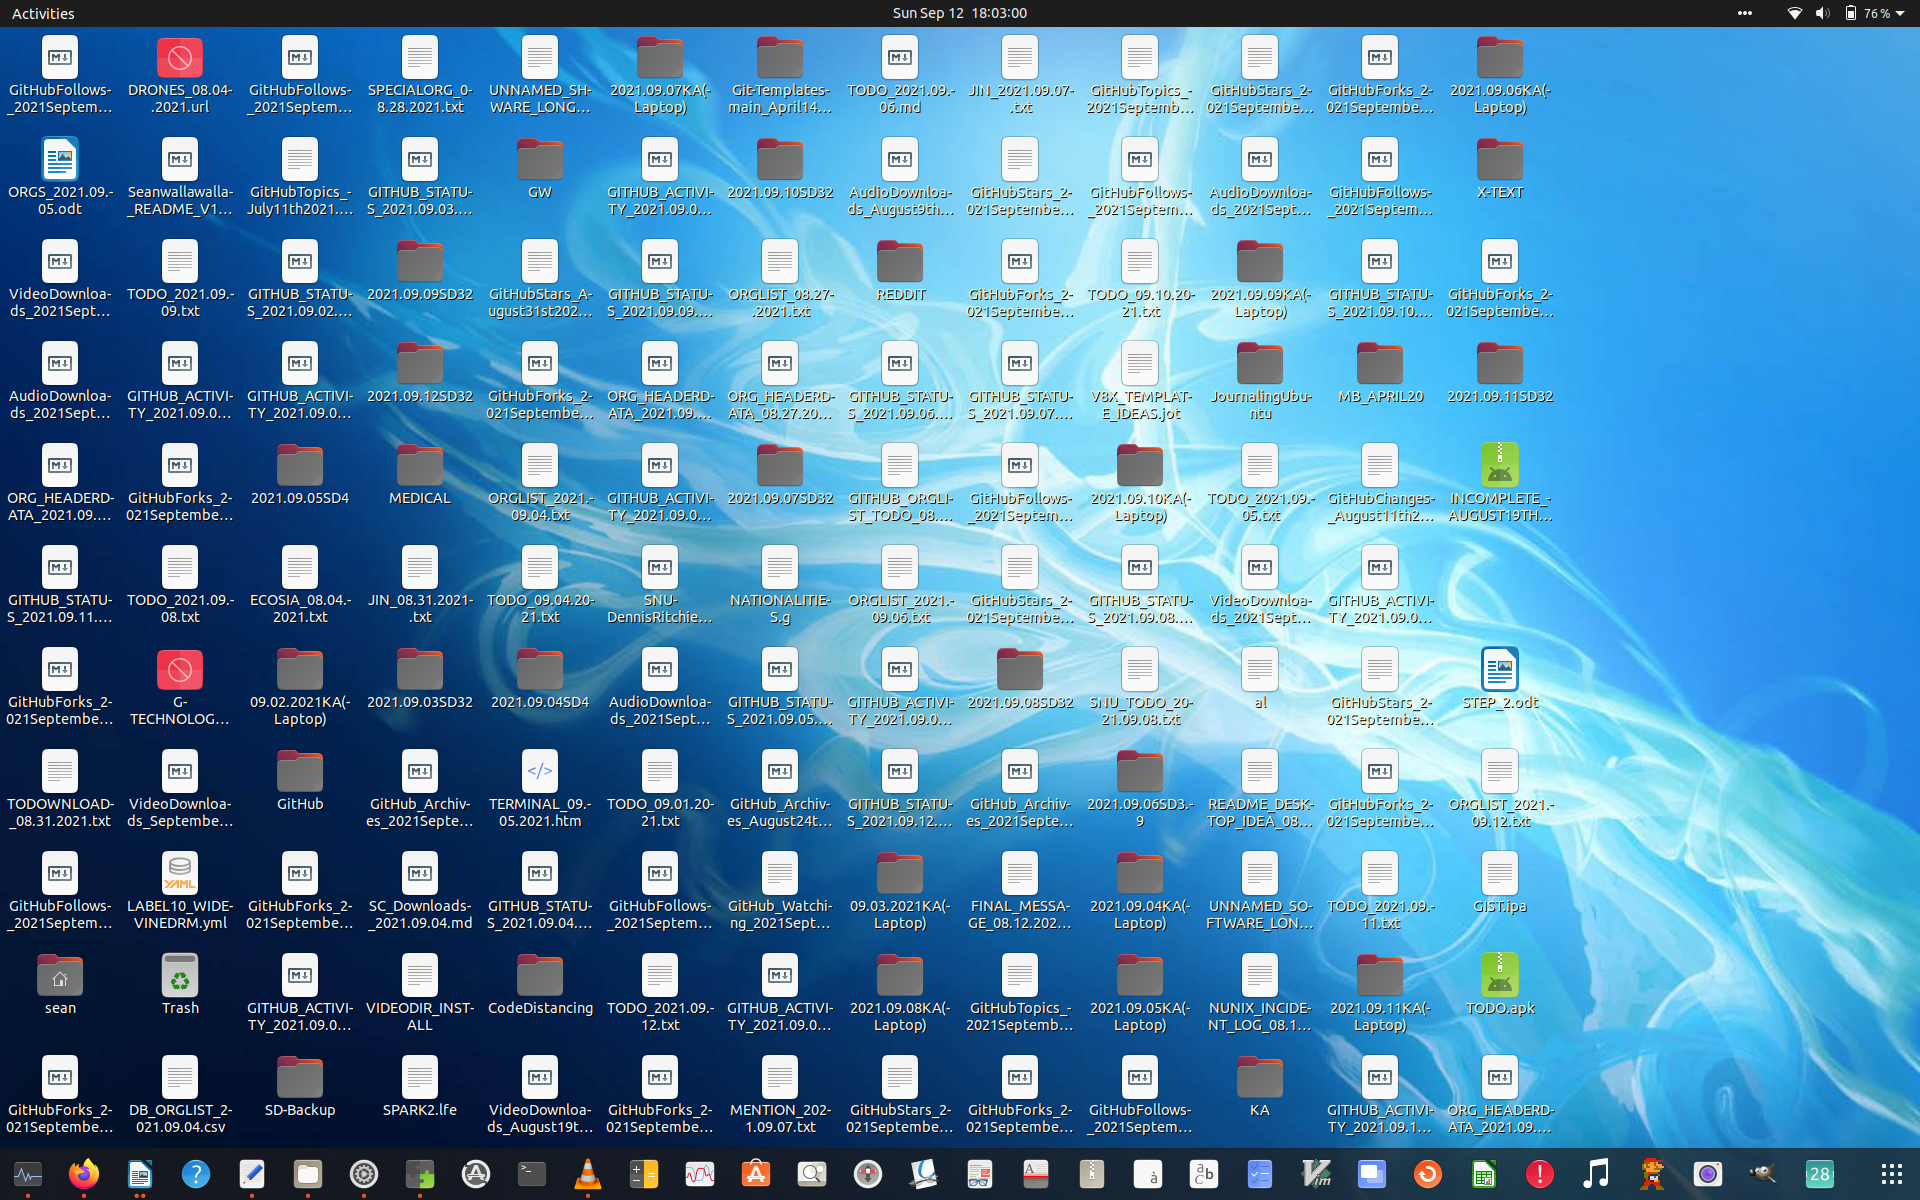 Activities
Sun Sep 12 18:03:00
76 %
GitHubFollows- DRONES_08.04- GitHubFollows- SPECIALORG_0- UNNAMED_SH- 2021.09.07KA(- Git-Templates- TODO_2021.09.- JIN_2021.09.07- GitHubTopics_- GitHubStars_2- GitHubForks_2- 2021.09.06KA(-
_2021Septem... .2021.url _2021Septem... 8.28.2021.txt WARE_LONG... Laptop) main_April14... 06.md .txt 2021Septemb... 021Septembe... 021Septembe... Laptop)
ORGS_2021.09.- Seanwallawalla- GitHubTopics_- GITHUB_STATU- GW GITHUB_ACTIVI- 2021.09.10SD32 AudioDownloa- GitHubStars_2- GitHubFollows- AudioDownloa- GitHubFollows- X-TEXT
05.odt _README_V1... July11th2021.... S_2021.09.03.... TY_2021.09.0... ds_August9th... 021Septembe... _2021Septem... ds_2021Sept... _2021Septem...
VideoDownloa- TODO_2021.09.- GITHUB_STATU- 2021.09.09SD32 GitHubStars_A- GITHUB_STATU- ORGLIST_08.27- REDDIT GitHubForks_2- TODO_09.10.20- 2021.09.09KA(- GITHUB_STATU- GitHubForks_2-
ds_2021Sept... 09.txt S_2021.09.02.... ugust31st202... S_2021.09.09.... .2021.txt 021Septembe... 21.txt Laptop) S_2021.09.10.... 021Septembe...
AudioDownloa- GITHUB_ACTIVI- GITHUB_ACTIVI- 2021.09.12SD32 GitHubForks_2- ORG_HEADERD- ORG_HEADERD- GITHUB_STATU- GITHUB_STATU- V8X_TEMPLAT- JournalingUbu- MB_APRIL20 2021.09.11SD32
ds_2021Sept... TY_2021.09.0... TY_2021.09.0... 021Septembe... ATA_2021.09.... ATA_08.27.20... S_2021.09.06.... S_2021.09.07.... E_IDEAS.jot ntu
ORG_HEADERD- GitHubForks_2- 2021.09.05SD4 MEDICAL ORGLIST_2021.- GITHUB_ACTIVI- 2021.09.07SD32 GITHUB_ORGLI- GitHubFollows- 2021.09.10KA(- TODO_2021.09.- GitHubChanges- INCOMPLETE_-
ATA_2021.09.... 021Septembe... 09.04.txt TY_2021.09.0... ST_TODO_08.... _2021Septem... Laptop) 05.txt _August11th2... AUGUST19TH...
GITHUB_STATU- TODO_2021.09.- ECOSIA_08.04.- JIN_08.31.2021- TODO_09.04.20- SNU- NATIONALITIE- ORGLIST_2021.- GitHubStars_2- GITHUB_STATU- VideoDownloa- GITHUB_ACTIVI-
S_2021.09.11.... 08.txt 2021.txt .txt 21.txt DennisRitchie... S.g 09.06.txt 021Septembe... S_2021.09.08.... ds_2021Sept... TY_2021.09.0...
GitHubForks_2- G- 09.02.2021KA(- 2021.09.03SD32 2021.09.04SD4 AudioDownloa- GITHUB_STATU- GITHUB_ACTIVI- 2021.09.08SD32 SNU_TODO_20- al GitHubStars_2- STEP_2.odt
021Septembe... TECHNOLOG... Laptop) ds_2021Sept... S_2021.09.05.... TY_2021.09.0... 21.09.08.txt 021Septembe...
TODOWNLOAD- VideoDownloa- GitHub GitHub_Archiv- TERMINAL_09.- TODO_09.01.20- GitHub_Archiv- GITHUB_STATU- GitHub_Archiv- 2021.09.06SD3.- README_DESK- GitHubForks_2- ORGLIST_2021.-
_08.31.2021.txt ds_Septembe... es_2021Septe... 05.2021.htm 21.txt es_August24t... S_2021.09.12.... es_2021Septe... 9 TOP_IDEA_08... 021Septembe... 09.12.txt
GitHubFollows- LABEL10_WIDE- GitHubForks_2- SC_Downloads- GITHUB_STATU- GitHubFollows- GitHub_Watchi- 09.03.2021KA(- FINAL_MESSA- 2021.09.04KA(- UNNAMED_SO- TODO_2021.09.- GIST.ipa
_2021Septem... VINEDRM.yml 021Septembe... _2021.09.04.md S_2021.09.04.... _2021Septem... ng_2021Sept... Laptop) GE_08.12.202... Laptop) FTWARE_LON... 11.txt
sean Trash GITHUB_ACTIVI- VIDEODIR_INST- CodeDistancing TODO_2021.09.- GITHUB_ACTIVI- 2021.09.08KA(- GitHubTopics_- 2021.09.05KA(- NUNIX_INCIDE- 2021.09.11KA(- TODO.apk
TY_2021.09.0... ALL 12.txt TY_2021.09.0... Laptop) 2021Septemb... Laptop) NT_LOG_08.1... Laptop)
GitHubForks_2- DB_ORGLIST_2- SD-Backup SPARK2.lfe VideoDownloa- GitHubForks_2- MENTION_202- GitHubStars_2- GitHubForks_2- GitHubFollows- KA GITHUB_ACTIVI- ORG_HEADERD-
021Septembe... 021.09.04.csv ds_August19t... 021Septembe... 1.09.07.txt 021Septembe... 021Septembe... _2021Septem... TY_2021.09.1... ATA_2021.09....
28